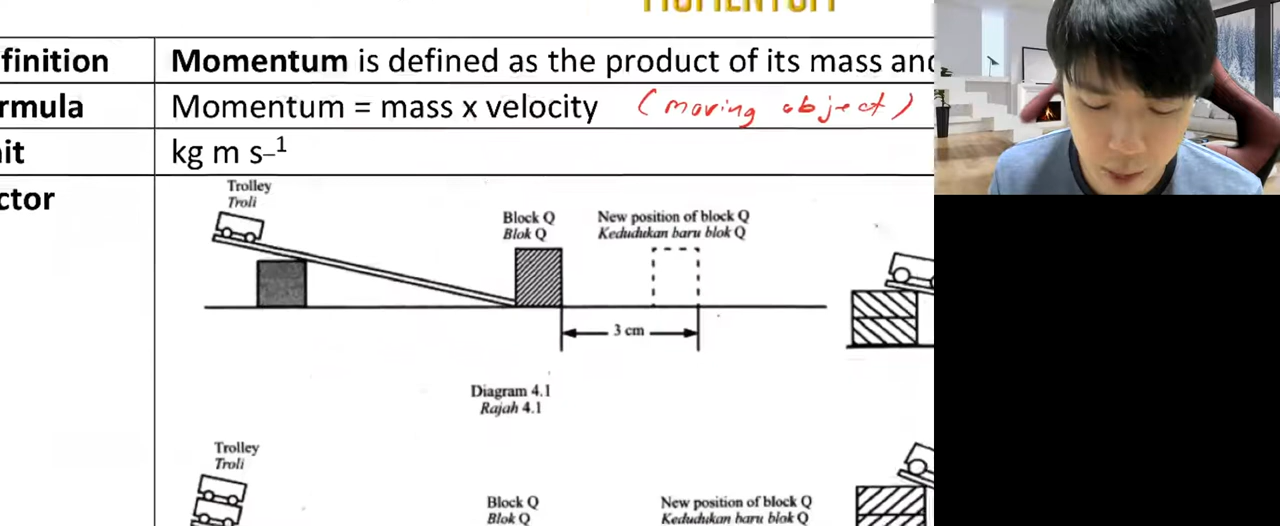 MOMENTUM
finition
Momentum is defined as the product of its mass and
rmula
Momentum = mass x velocity (moving object)
it
kg m s–1
ctor
Trolley
Troli
Block Q
Blok Q
New position of block Q
Kedudukan baru blok Q
3 cm
Diagram 4.1
Rajah 4.1
Trolley
Troli
Block Q
Blok Q
New position of block Q
Kedudukan baru blok Q